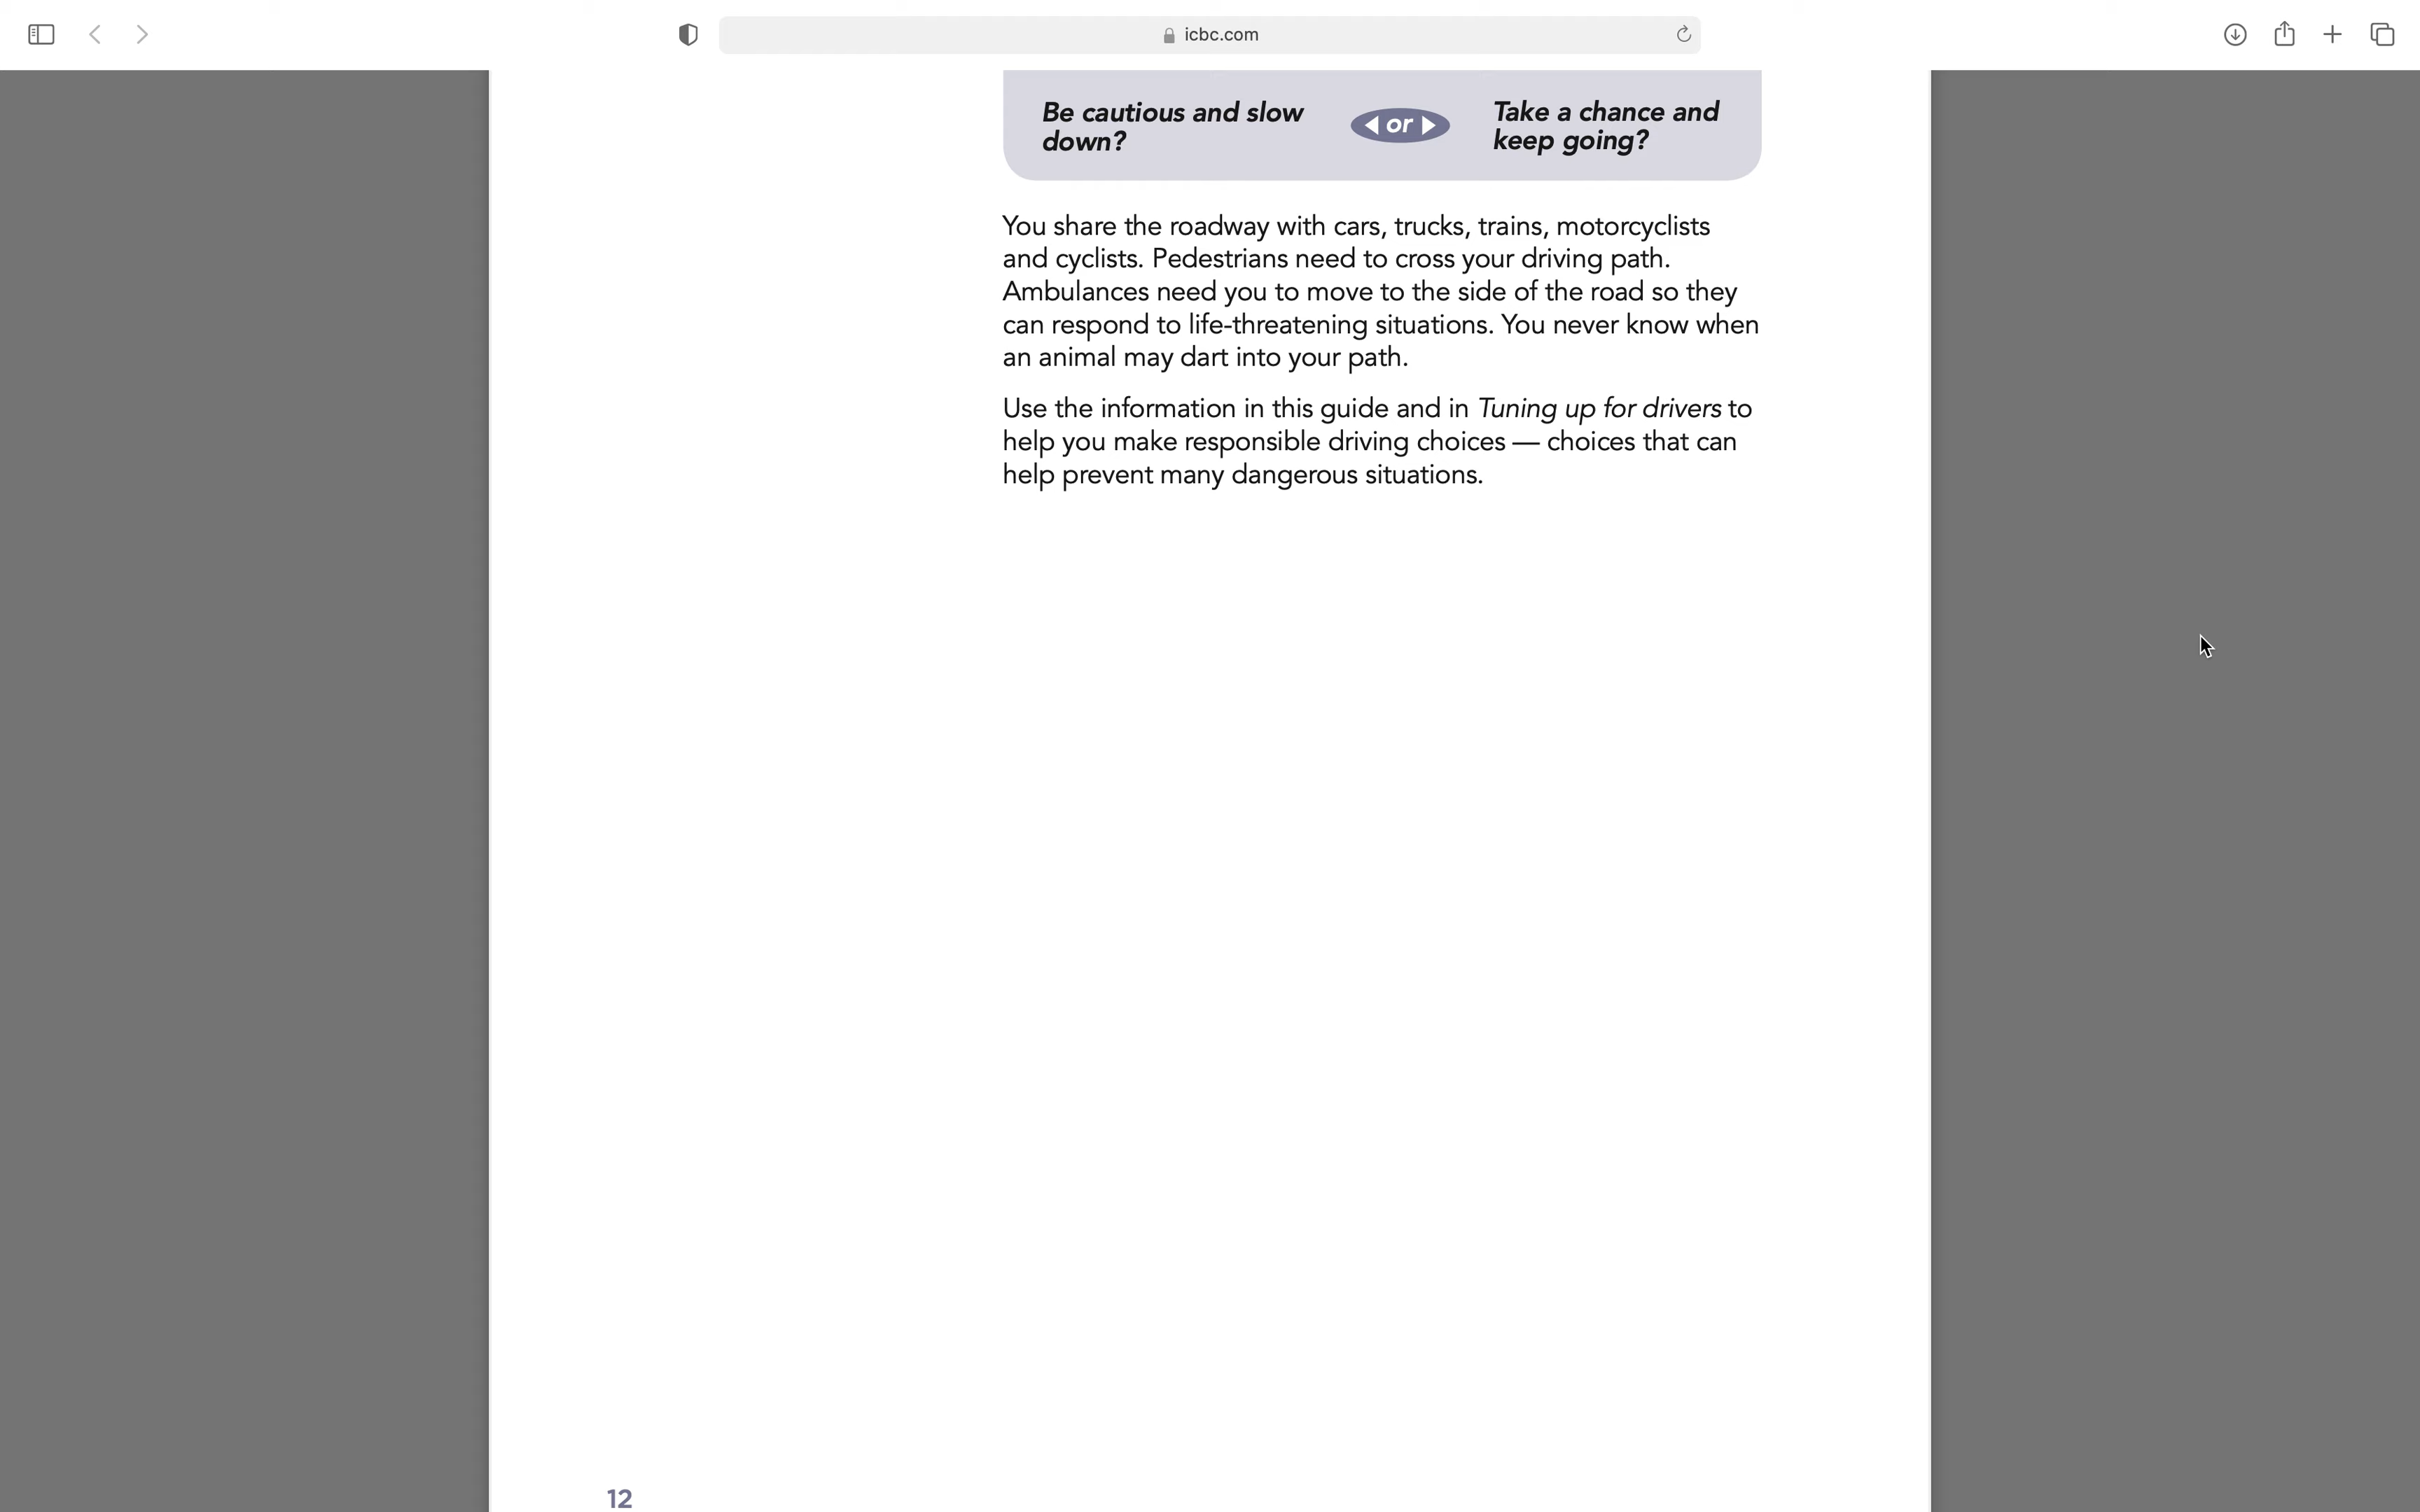 icbc.com
Be cautious and slow
down?
or
Take a chance and
keep going?
You share the roadway with cars, trucks, trains, motorcyclists
and cyclists. Pedestrians need to cross your driving path.
Ambulances need you to move to the side of the road so they
can respond to life-threatening situations. You never know when
an animal may dart into your path.
Use the information in this guide and in Tuning up for drivers to
help you make responsible driving choices — choices that can
help prevent many dangerous situations.
12